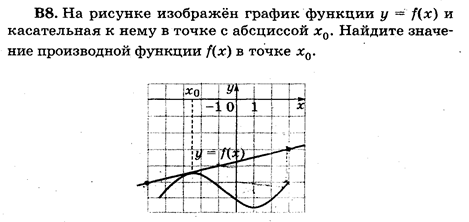 В8. На рисунке изображён график функции y = f(x) и
касательная к нему в точке с абсциссой x₀. Найдите значе-
ние производной функции f(x) в точке x₀.
x₀ y
−1 0 1 x
y = f(x)